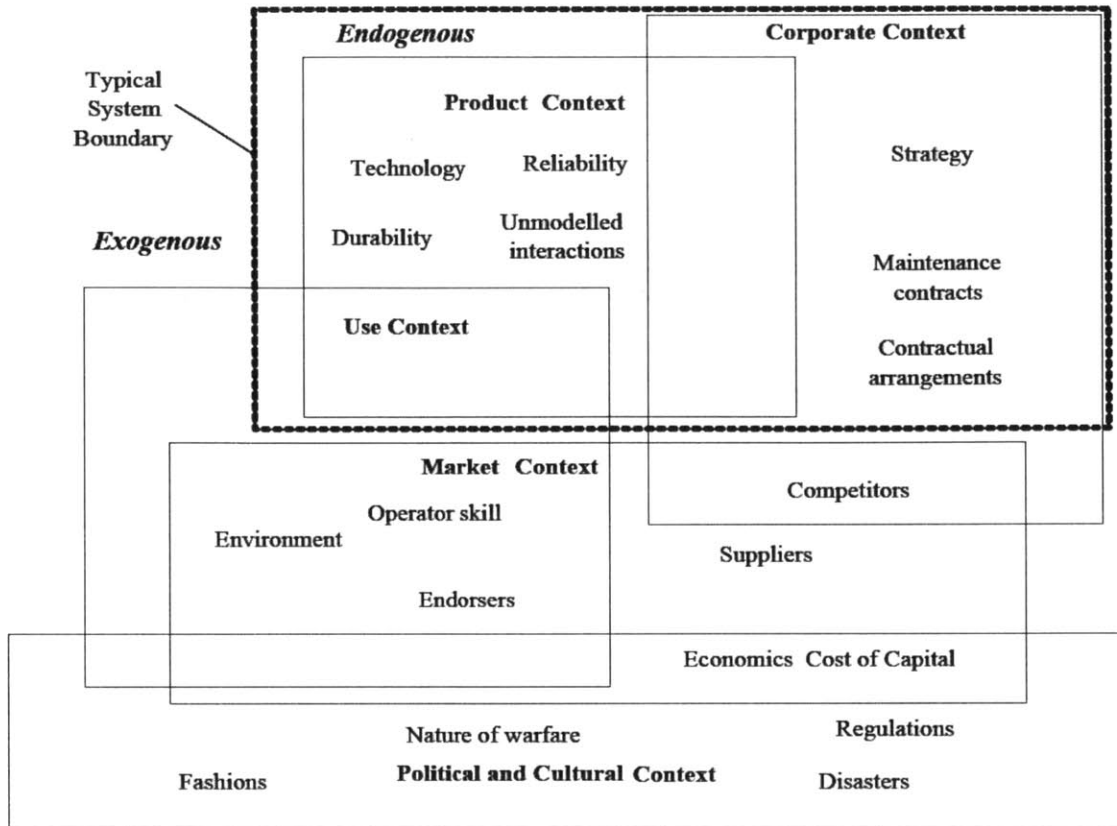 Endogenous
Corporate Context
Typical
System
Boundary
Product Context
Technology
Reliability
Strategy
Durability
Unmodelled
interactions
Exogenous
Maintenance
contracts
Use Context
Contractual
arrangements
Market Context
Competitors
Operator skill
Environment
Suppliers
Endorsers
Economics Cost of Capital
Nature of warfare
Regulations
Political and Cultural Context
Fashions
Disasters